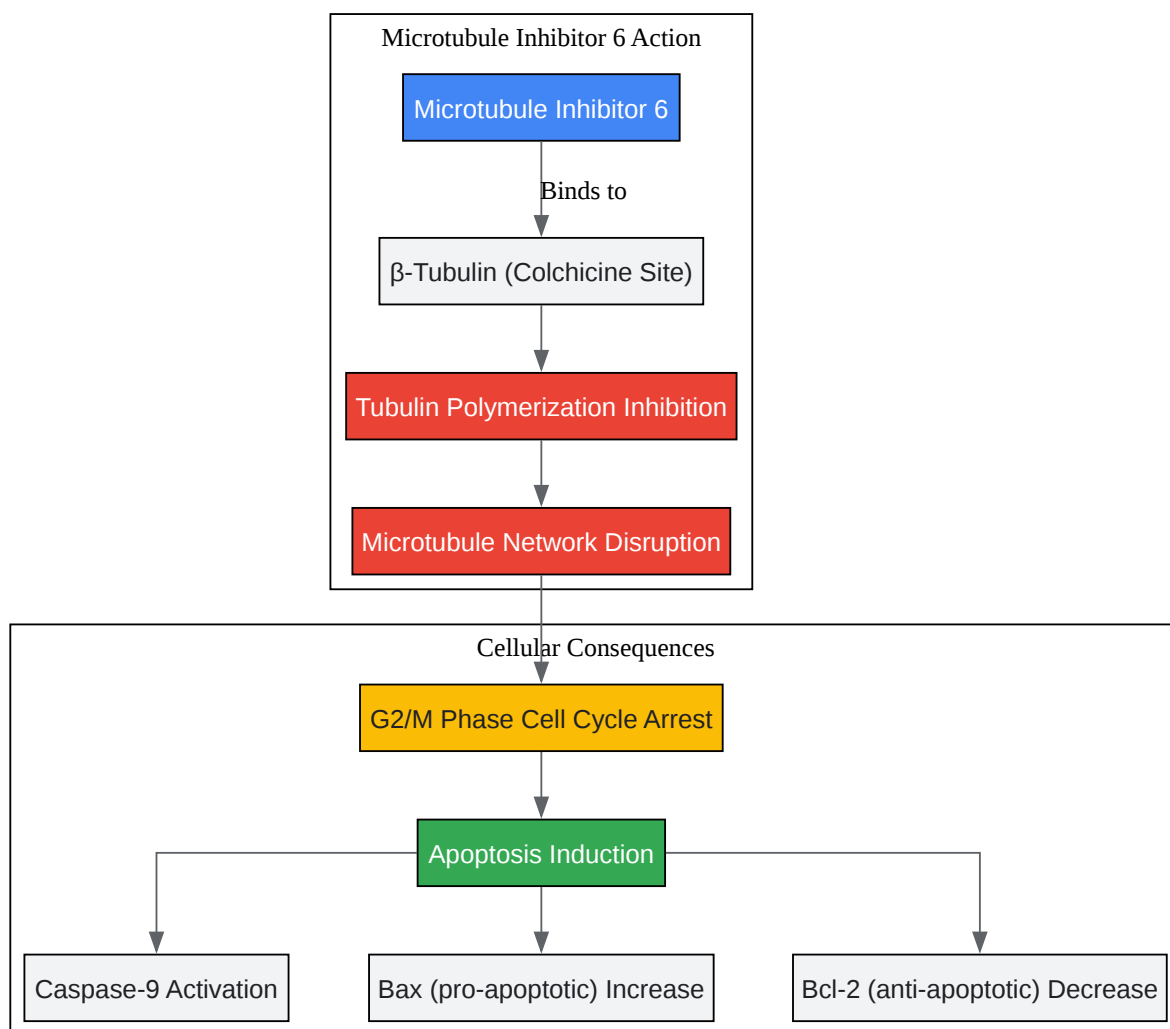 Microtubule Inhibitor 6 Action
Microtubule Inhibitor 6
Binds to
β-Tubulin (Colchicine Site)
Tubulin Polymerization Inhibition
Microtubule Network Disruption
Cellular Consequences
G2/M Phase Cell Cycle Arrest
Apoptosis Induction
Caspase-9 Activation
Bax (pro-apoptotic) Increase
Bcl-2 (anti-apoptotic) Decrease